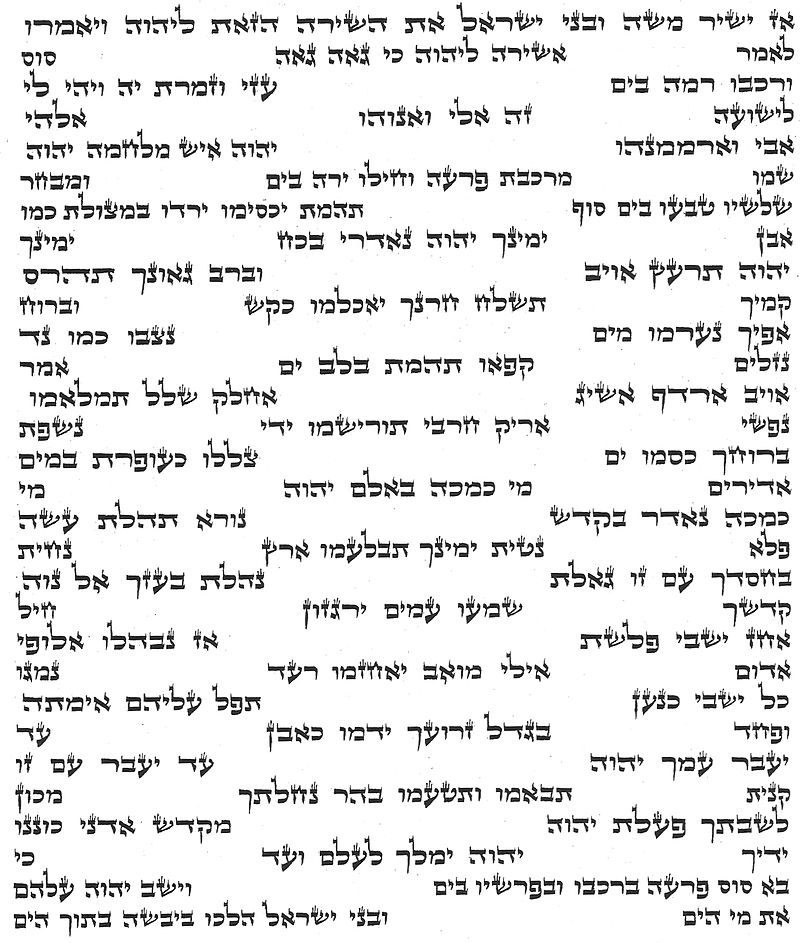 אז ישיר משה ובני ישראל את השירה הזאת ליהוה ויאמרו
לאמר אשירה ליהוה כי גאה גאה סוס
ורכבו רמה בים עזי וזמרת יה ויהי לי
לישועה זה אלי ואנוהו אלהי
אבי וארממנהו יהוה איש מלחמה יהוה
שמו מרכבת פרעה וחילו ירה בים ומבחר
שלשיו טבעו בים סוף תהמת יכסימו ירדו במצולת כמו
אבן ימינך יהוה נאדרי בכח ימינך
יהוה תרעץ אויב וברב גאונך תהרס
קמיך תשלח חרנך יאכלמו כקש וברוח
אפיך נערמו מים נצבו כמו נד
נזלים קפאו תהמת בלב ים אמר
אויב ארדף אשיג אחלק שלל תמלאמו
נפשי אריק חרבי תורישמו ידי נשפת
ברוחך כסמו ים צללו כעופרת במים
אדירים מי כמכה באלם יהוה מי
כמכה נאדר בקדש נורא תהלת עשה
פלא נטית ימינך תבלעמו ארץ נחית
בחסדך עם זו גאלת נהלת בעזך אל נוה
קדשך שמעו עמים ירגזון חיל
אחז ישבי פלשת אז נבהלו אלופי
אדום אילי מואב יאחזמו רעד נמגו
כל ישבי כנען תפל עליהם אימתה
ופחד בגדל זרועך ידמו כאבן עד
יעבר עמך יהוה עד יעבר עם זו
קנית תבאמו ותטעמו בהר נחלתך מכון
לשבתך פעלת יהוה מקדש אדני כוננו
ידיך יהוה ימלך לעלם ועד כי
בא סוס פרעה ברכבו ובפרשיו בים וישב יהוה עלהם
את מי הים ובני ישראל הלכו ביבשה בתוך הים